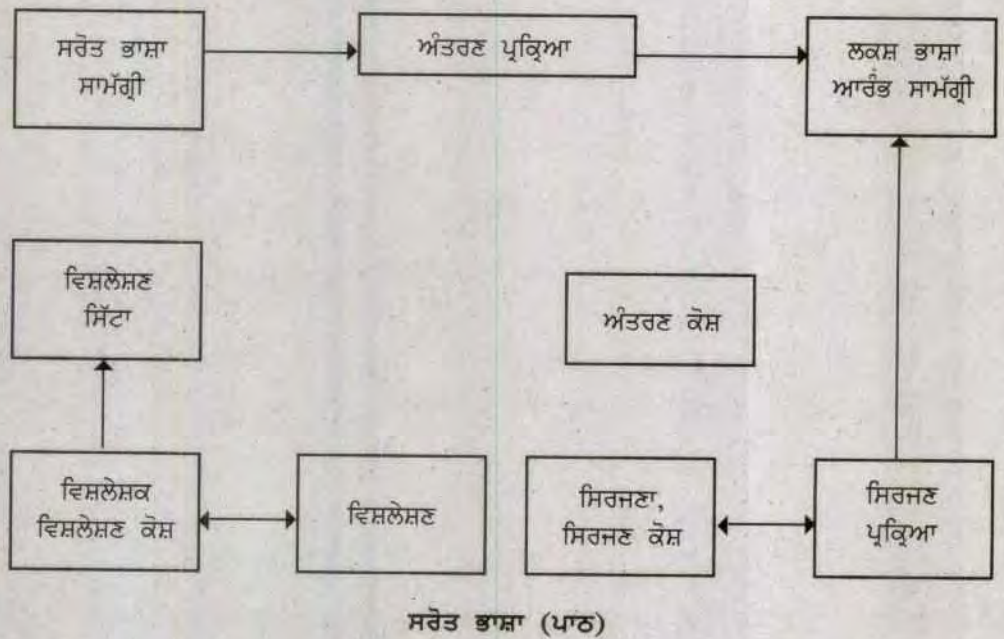 ਸਰੋਤ ਭਾਸ਼ਾ
ਸਾਮੱਗ੍ਰੀ
ਅੰਤਰਣ ਪ੍ਰਕ੍ਰਿਆ
ਲਕਸ਼ ਭਾਸ਼ਾ
ਆਰੰਭ ਸਾਮੱਗ੍ਰੀ
ਵਿਸ਼ਲੇਸ਼ਣ
ਸਿੱਟਾ
ਅੰਤਰਣ ਕੋਸ਼
ਵਿਸ਼ਲੇਸ਼ਕ
ਵਿਸ਼ਲੇਸ਼ਣ ਕੋਸ਼
ਵਿਸ਼ਲੇਸ਼ਣ
ਸਿਰਜਣਾ,
ਸਿਰਜਣ ਕੋਸ਼
ਸਿਰਜਣ
ਪ੍ਰਕ੍ਰਿਆ
ਸਰੋਤ ਭਾਸ਼ਾ (ਪਾਠ)